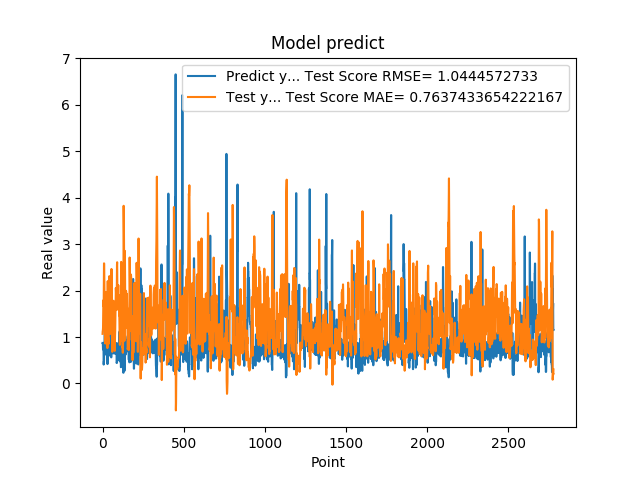 Model predict
Predict y... Test Score RMSE= 1.0444572733
Test y... Test Score MAE= 0.7637433654222167
7
6
5
4
3
2
1
0
Real value
0 500 1000 1500 2000 2500
Point